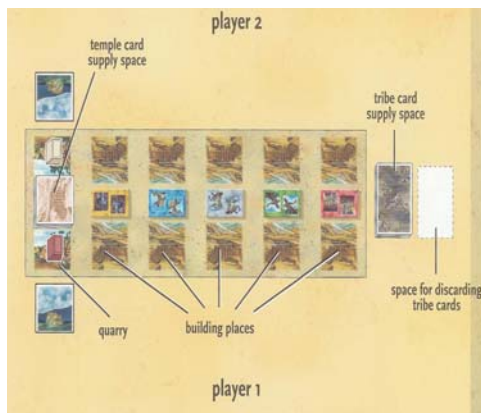 player 2
temple card
supply space
tribe card
supply space
quarry
building places
space for discarding
tribe cards
player 1